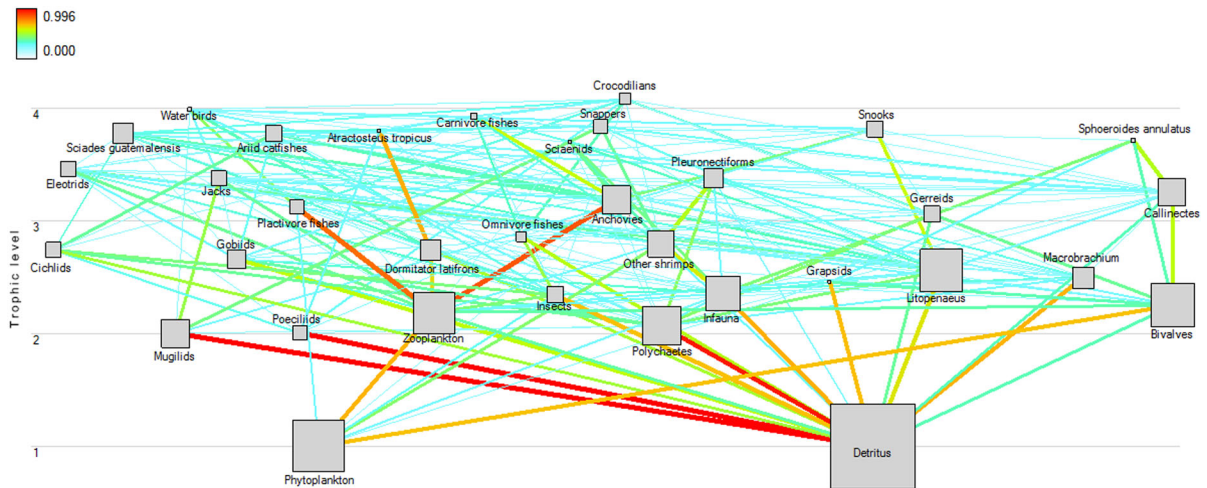 0.996
0.000
Crocodilians
4
Water birds
Carnivore fishes
Snappers
Snooks
Sciades guatemalensis
Ariid catfishes
Atractosteus tropicus
Sciaenids
Sphoeroides annulatus
Eleotrids
Jacks
Pleuronectiforms
3
Plactivore fishes
Omnivore fishes
Anchovies
Gerreids
Callinectes
Cichlids
Gobiids
Dormitator latifrons
Other shrimps
Grapsids
Macrobrachium
Trophic level
Insects
Infauna
Litopenaeus
2
Mugilids
Poeciliids
Zooplankton
Polychaetes
Bivalves
1
Phytoplankton
Detritus